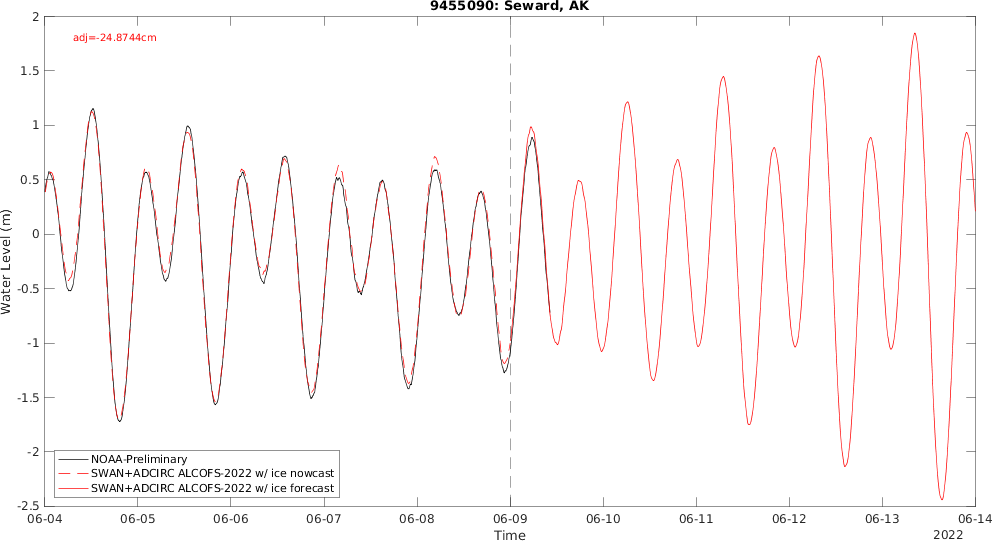 9455090: Seward, AK
adj=-24.8744cm
2
1.5
1
0.5
0
-0.5
-1
-1.5
-2
-2.5
Water Level (m)
NOAA-Preliminary
SWAN+ADCIRC ALCOFS-2022 w/ ice nowcast
SWAN+ADCIRC ALCOFS-2022 w/ ice forecast
06-04 06-05 06-06 06-07 06-08 06-09 06-10 06-11 06-12 06-13 06-14
Time
2022